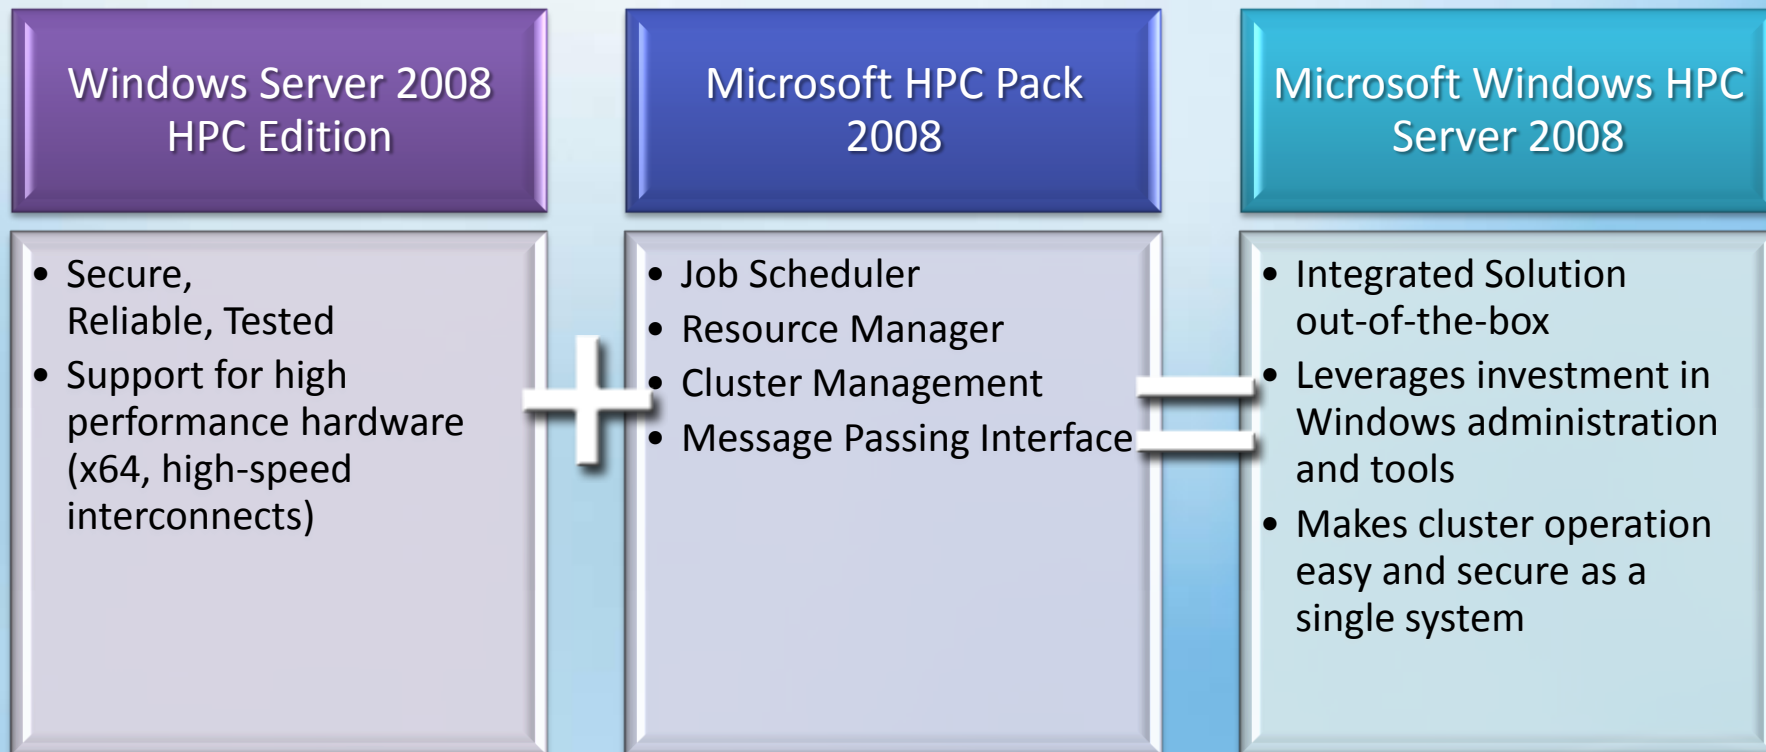 Windows Server 2008
HPC Edition
• Secure,
Reliable, Tested
• Support for high
performance hardware
(x64, high-speed
interconnects)
Microsoft HPC Pack
2008
• Job Scheduler
• Resource Manager
• Cluster Management
• Message Passing Interface
Microsoft Windows HPC
Server 2008
• Integrated Solution
out-of-the-box
• Leverages investment in
Windows administration
and tools
• Makes cluster operation
easy and secure as a
single system